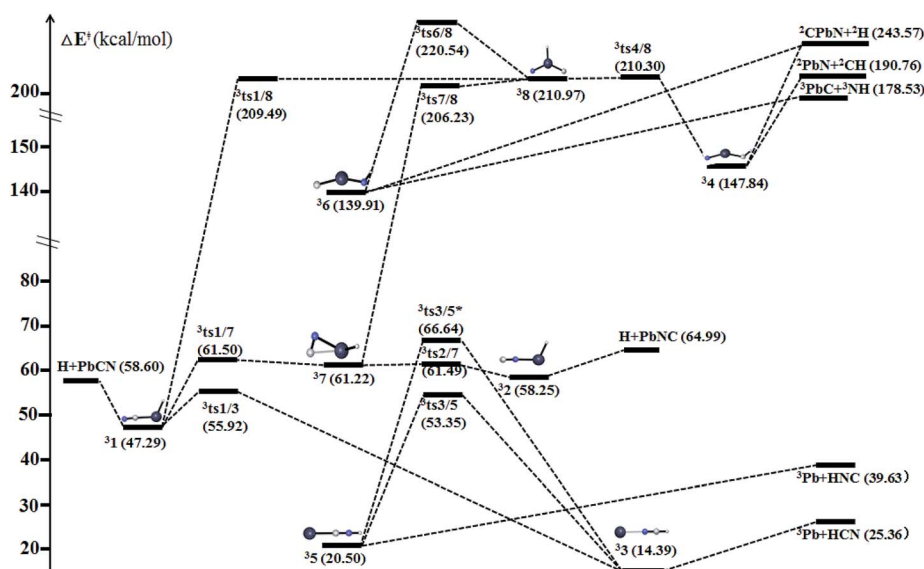 ΔE‡ (kcal/mol)
200
150
140
80
70
60
50
40
30
20
³ts6/8
(220.54)
³ts4/8
(210.30)
²CPbN+²H (243.57)
²PbN+²CH (190.76)
³PbC+³NH (178.53)
³ts1/8
(209.49)
³ts7/8
(206.23)
³8 (210.97)
³6 (139.91)
³4 (147.84)
³ts3/5*
(66.64)
³ts1/7
(61.50)
H+PbCN (58.60)
³7 (61.22)
³ts2/7
(61.49)
³2 (58.25)
H+PbNC (64.99)
³ts1/3
(55.92)
³ts3/5
(53.35)
³1 (47.29)
³5 (20.50)
³3 (14.39)
³Pb+HNC (39.63)
³Pb+HCN (25.36)